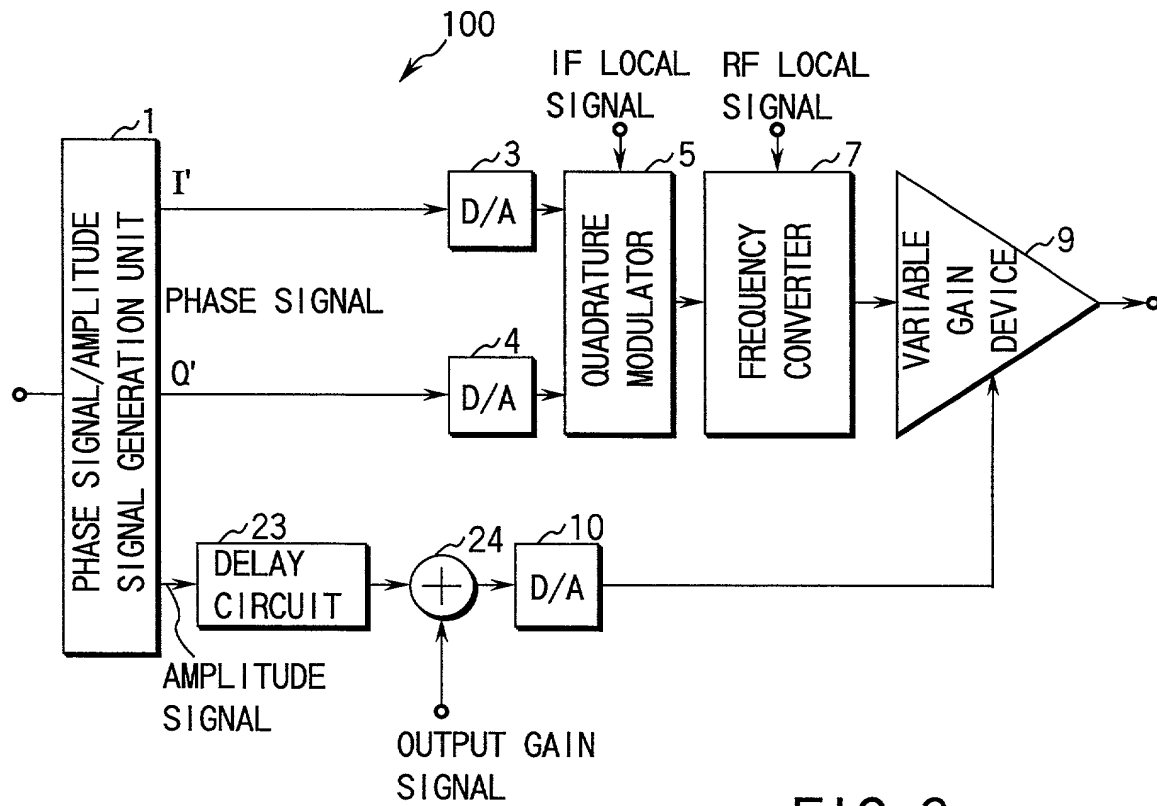 100
IF LOCAL
SIGNAL
RF LOCAL
SIGNAL
1
PHASE SIGNAL/AMPLITUDE
SIGNAL GENERATION UNIT
I'
PHASE SIGNAL
Q'
3
D/A
4
D/A
5
QUADRATURE
MODULATOR
7
FREQUENCY
CONVERTER
9
VARIABLE
GAIN
DEVICE
23
DELAY
CIRCUIT
24
+
10
D/A
AMPLITUDE
SIGNAL
OUTPUT GAIN
SIGNAL